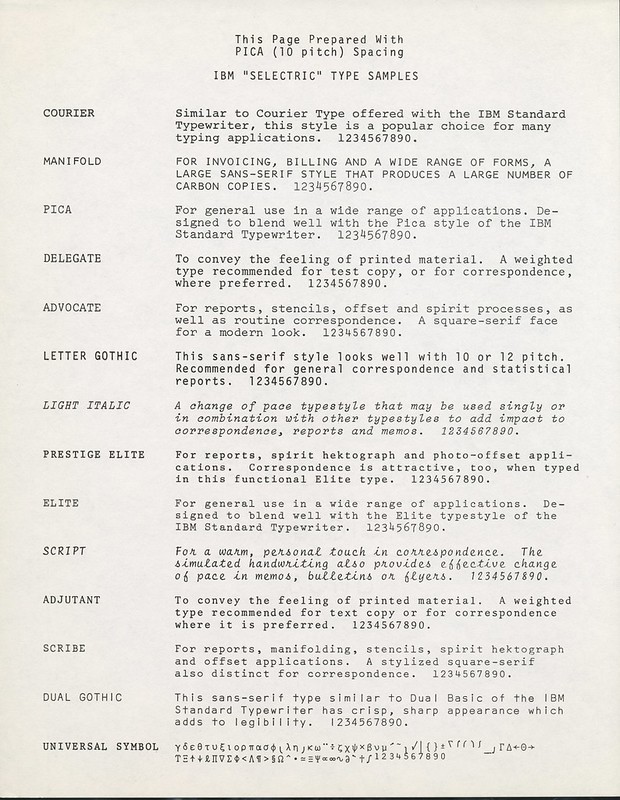 This Page Prepared With
PICA (10 pitch) Spacing
IBM "SELECTRIC" TYPE SAMPLES
COURIER Similar to Courier Type offered with the IBM Standard
Typewriter, this style is a popular choice for many
typing applications. 1234567890.
MANIFOLD FOR INVOICING, BILLING AND A WIDE RANGE OF FORMS, A
LARGE SANS-SERIF STYLE THAT PRODUCES A LARGE NUMBER OF
CARBON COPIES. 1234567890.
PICA For general use in a wide range of applications. De-
signed to blend well with the Pica style of the IBM
Standard Typewriter. 1234567890.
DELEGATE To convey the feeling of printed material. A weighted
type recommended for test copy, or for correspondence,
where preferred. 1234567890.
ADVOCATE For reports, stencils, offset and spirit processes, as
well as routine correspondence. A square-serif face
for a modern look. 1234567890.
LETTER GOTHIC This sans-serif style looks well with 10 or 12 pitch.
Recommended for general correspondence and statistical
reports. 1234567890.
LIGHT ITALIC A change of pace typestyle that may be used singly or
in combination with other typestyles to add impact to
correspondence, reports and memos. 1234567890.
PRESTIGE ELITE For reports, spirit hektograph and photo-offset appli-
cations. Correspondence is attractive, too, when typed
in this functional Elite type. 1234567890.
ELITE For general use in a wide range of applications. De-
signed to blend well with the Elite typestyle of the
IBM Standard Typewriter. 1234567890.
SCRIPT For a warm, personal touch in correspondence. The
simulated handwriting also provides effective change
of pace in memos, bulletins or flyers. 1234567890.
ADJUTANT To convey the feeling of printed material. A weighted
type recommended for text copy or for correspondence
where it is preferred. 1234567890.
SCRIBE For reports, manifolding, stencils, spirit hektograph
and offset applications. A stylized square-serif
also distinct for correspondence. 1234567890.
DUAL GOTHIC This sans-serif type similar to Dual Basic of the IBM
Standard Typewriter has crisp, sharp appearance which
adds to legibility. 1234567890.
UNIVERSAL SYMBOL γδεθτυξιορπασφ
1234567890